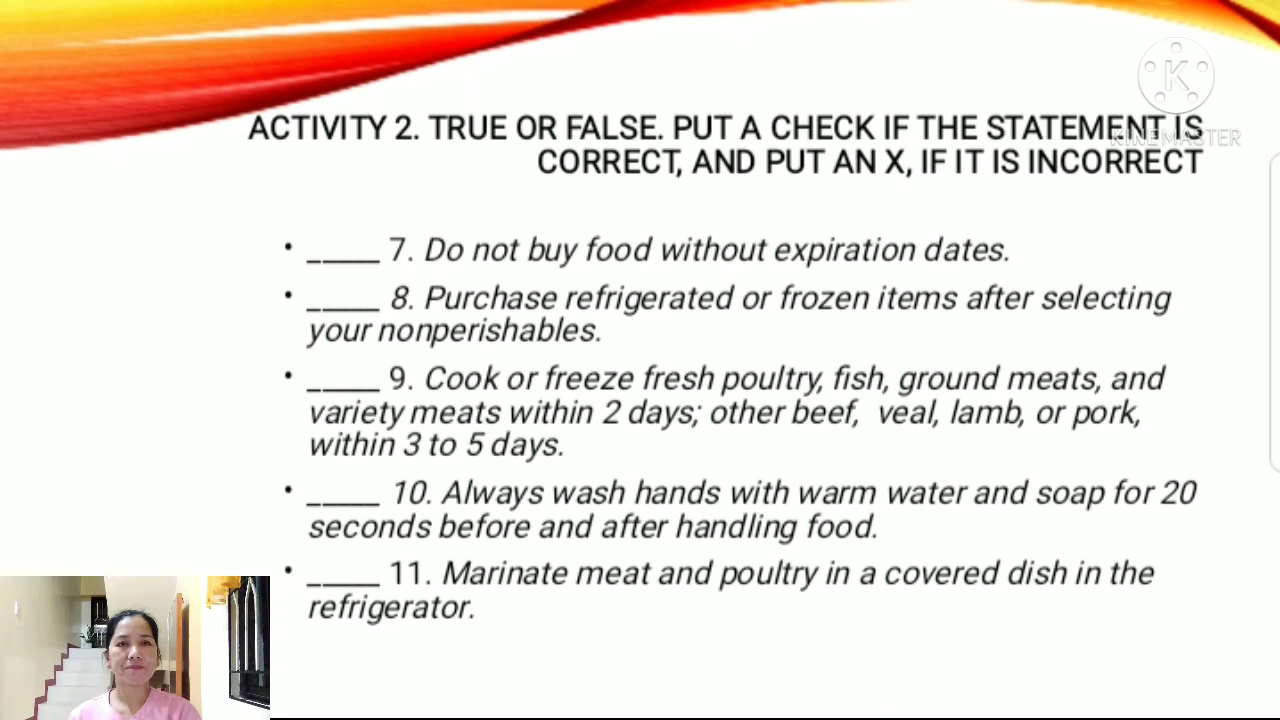 K
KINEMASTER
ACTIVITY 2. TRUE OR FALSE. PUT A CHECK IF THE STATEMENT IS
CORRECT, AND PUT AN X, IF IT IS INCORRECT
• _____ 7. Do not buy food without expiration dates.
• _____ 8. Purchase refrigerated or frozen items after selecting
your nonperishables.
• _____ 9. Cook or freeze fresh poultry, fish, ground meats, and
variety meats within 2 days; other beef, veal, lamb, or pork,
within 3 to 5 days.
• _____ 10. Always wash hands with warm water and soap for 20
seconds before and after handling food.
• _____ 11. Marinate meat and poultry in a covered dish in the
refrigerator.